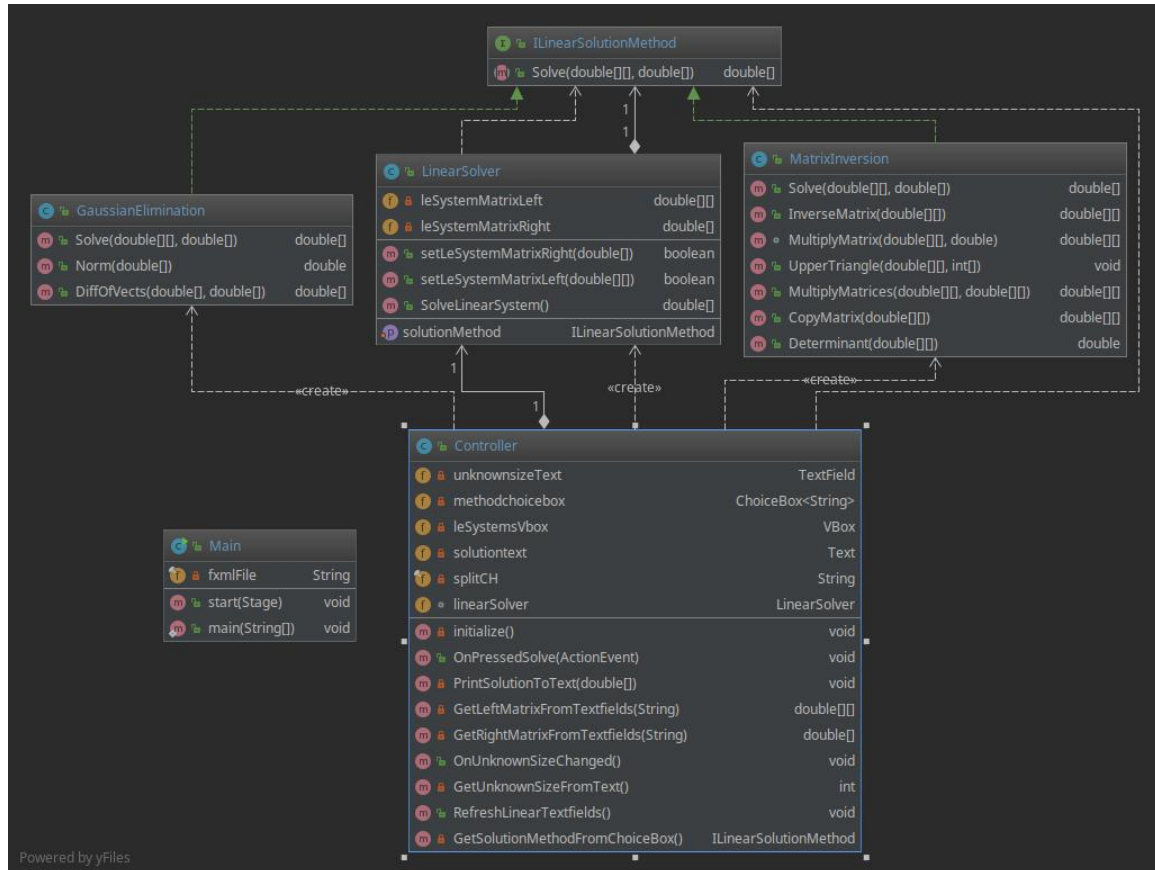 ILinearSolutionMethod
Solve(double[][], double[]) double[]
1
1
LinearSolver
leSystemMatrixLeft double[][]
leSystemMatrixRight double[]
setLeSystemMatrixRight(double[]) boolean
setLeSystemMatrixLeft(double[][]) boolean
SolveLinearSystem() double[]
solutionMethod ILinearSolutionMethod
MatrixInversion
Solve(double[][], double[]) double[]
InverseMatrix(double[][]) double[][]
MultiplyMatrix(double[][], double) double[][]
UpperTriangle(double[][], int[]) void
MultiplyMatrices(double[][], double[][]) double[][]
CopyMatrix(double[][]) double[][]
Determinant(double[][]) double
GaussianElimination
Solve(double[][], double[]) double[]
Norm(double[]) double
DiffOfVects(double[], double[]) double[]
1
«create»
«create»
«create»
1
Controller
unknownsizeText TextField
methodchoicebox ChoiceBox<String>
leSystemsVbox VBox
solutiontext Text
splitCH String
linearSolver LinearSolver
initialize() void
OnPressedSolve(ActionEvent) void
PrintSolutionToText(double[]) void
GetLeftMatrixFromTextfields(String) double[][]
GetRightMatrixFromTextfields(String) double[]
OnUnknownSizeChanged() void
GetUnknownSizeFromText() int
RefreshLinearTextfields() void
GetSolutionMethodFromChoiceBox() ILinearSolutionMethod
Main
fxmlFile String
start(Stage) void
main(String[]) void
Powered by yFiles